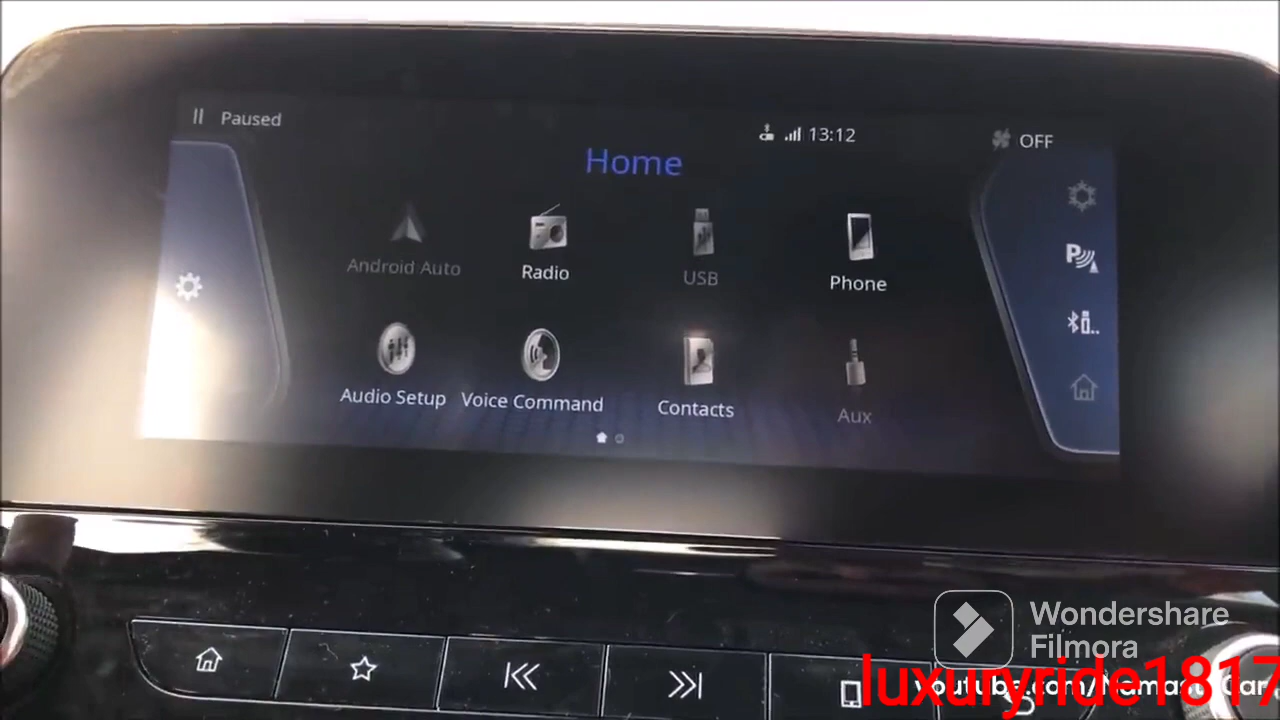 Paused
13:12
OFF
Home
Android Auto
Radio
USB
Phone
Audio Setup
Voice Command
Contacts
Aux
Wondershare
Filmora
luxuryride1817